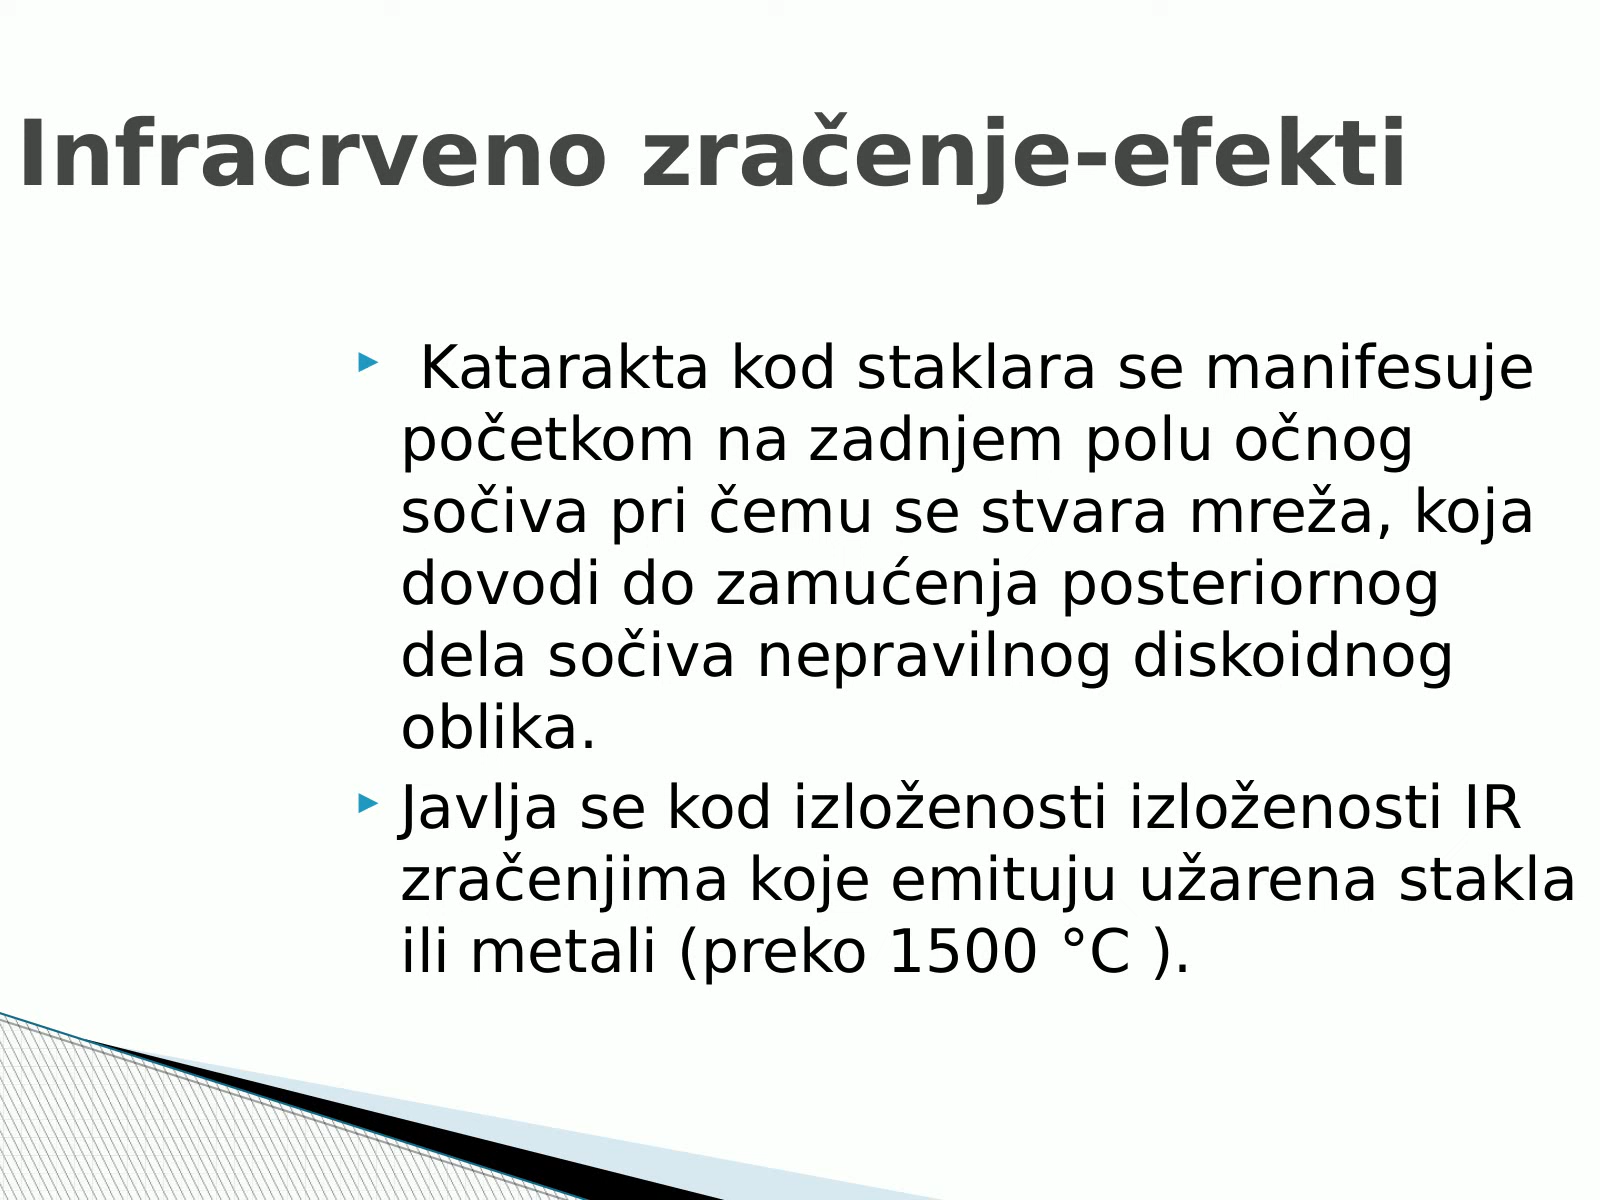 Infracrveno zračenje-efekti
Katarakta kod staklara se manifesuje
početkom na zadnjem polu očnog
sočiva pri čemu se stvara mreža, koja
dovodi do zamućenja posteriornog
dela sočiva nepravilnog diskoidnog
oblika.
Javlja se kod izloženosti izloženosti IR
zračenjima koje emituju užarena stakla
ili metali (preko 1500 °C ).